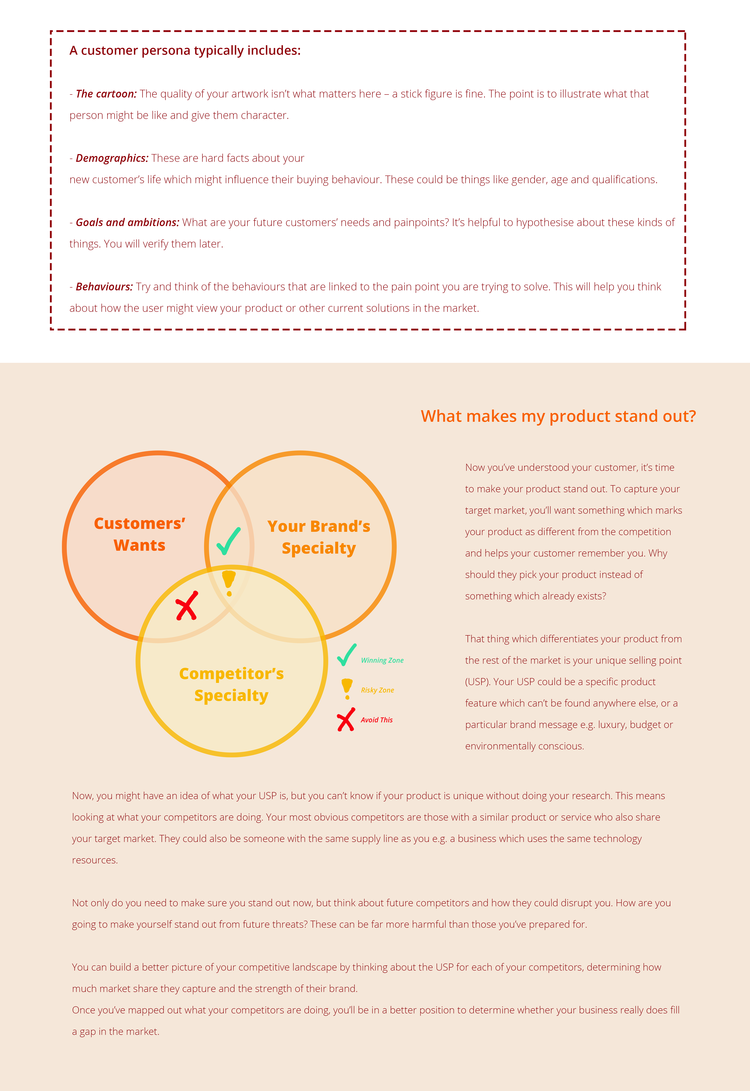 A customer persona typically includes:
- The cartoon: The quality of your artwork isn’t what matters here – a stick figure is fine. The point is to illustrate what that
person might be like and give them character.
- Demographics: These are hard facts about your
new customer’s life which might influence their buying behaviour. These could be things like gender, age and qualifications.
- Goals and ambitions: What are your future customers’ needs and painpoints? It’s helpful to hypothesise about these kinds of
things. You will verify them later.
- Behaviours: Try and think of the behaviours that are linked to the pain point you are trying to solve. This will help you think
about how the user might view your product or other current solutions in the market.
What makes my product stand out?
Customers’
Wants
Your Brand’s
Specialty
Competitor’s
Specialty
Winning Zone
Risky Zone
Avoid This
Now you’ve understood your customer, it’s time
to make your product stand out. To capture your
target market, you’ll want something which marks
your product as different from the competition
and helps your customer remember you. Why
should they pick your product instead of
something which already exists?
That thing which differentiates your product from
the rest of the market is your unique selling point
(USP). Your USP could be a specific product
feature which can’t be found anywhere else, or a
particular brand message e.g. luxury, budget or
environmentally conscious.
Now, you might have an idea of what your USP is, but you can’t know if your product is unique without doing your research. This means
looking at what your competitors are doing. Your most obvious competitors are those with a similar product or service who also share
your target market. They could also be someone with the same supply line as you e.g. a business which uses the same technology
resources.
Not only do you need to make sure you stand out now, but think about future competitors and how they could disrupt you. How are you
going to make yourself stand out from future threats? These can be far more harmful than those you’ve prepared for.
You can build a better picture of your competitive landscape by thinking about the USP for each of your competitors, determining how
much market share they capture and the strength of their brand.
Once you’ve mapped out what your competitors are doing, you’ll be in a better position to determine whether your business really does fill
a gap in the market.